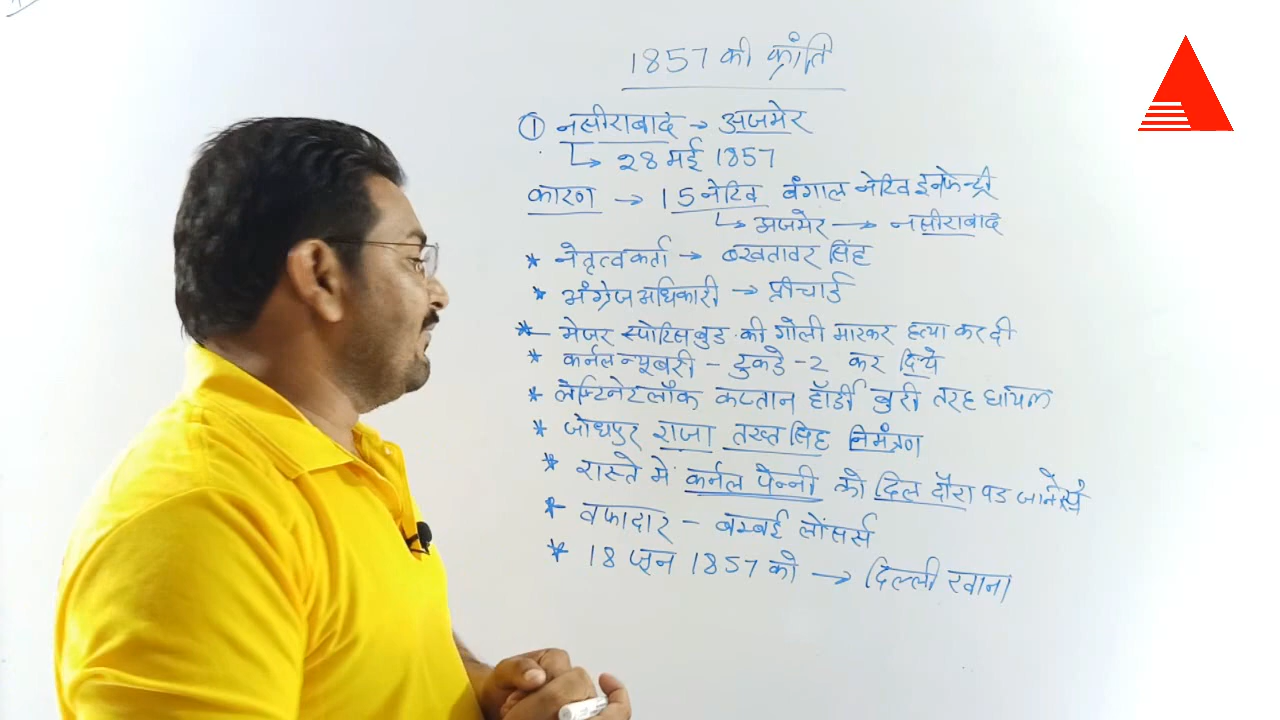 1857 की क्रांति
① नसीराबाद → अजमेर
↳ 28 मई 1857
कारण → 15 नेटिव बंगाल नेटिव इनफेन्ट्री
↳ अजमेर → नसीराबाद
* नेतृत्वकर्ता → बखतावर सिंह
* अंग्रेज अधिकारी → प्रीचार्ड
* मेजर स्पोटिसवुड की गोली मारकर हत्या कर दी
* कर्नल न्यूबरी - टुकडे -2 कर दिये
* लेफ्टिनेट लॉक कप्तान हॉर्डी बुरी तरह घायल
* जोधपुर राजा तख्त सिंह निमंत्रण
* रास्ते मे कर्नल पैन्नी को दिल दौरा पड जाने से
* वफादार - बम्बई लोंसर्स
* 18 जून 1857 को → दिल्ली रवाना